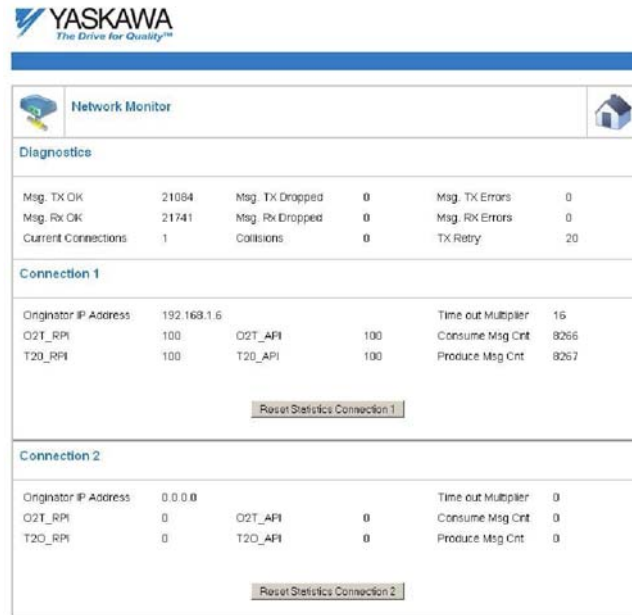 YASKAWA
The Drive for Quality™
Network Monitor
Diagnostics
Msg. TX OK 21084 Msg. TX Dropped 0 Msg. TX Errors 0
Msg. Rx OK 21741 Msg. Rx Dropped 0 Msg. RX Errors 0
Current Connections 1 Collisions 0 TX Retry 20
Connection 1
Originator IP Address 192.168.1.6 Time out Multiplier 16
O2T_RPI 100 O2T_API 100 Consume Msg Cnt 8266
T2O_RPI 100 T2O_API 100 Produce Msg Cnt 8267
Reset Statistics Connection 1
Connection 2
Originator IP Address 0.0.0.0 Time out Multiplier 0
O2T_RPI 0 O2T_API 0 Consume Msg Cnt 0
T2O_RPI 0 T2O_API 0 Produce Msg Cnt 0
Reset Statistics Connection 2